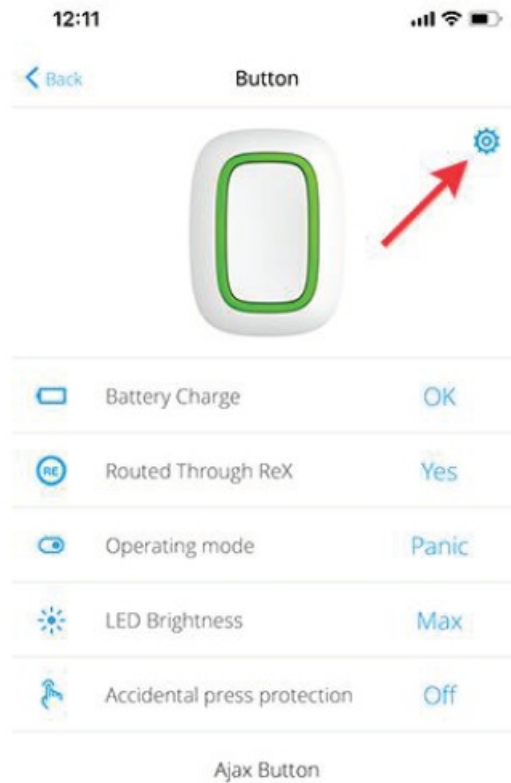 12:11
Back
Button
Battery Charge OK
RE Routed Through ReX Yes
Operating mode Panic
LED Brightness Max
Accidental press protection Off
Ajax Button